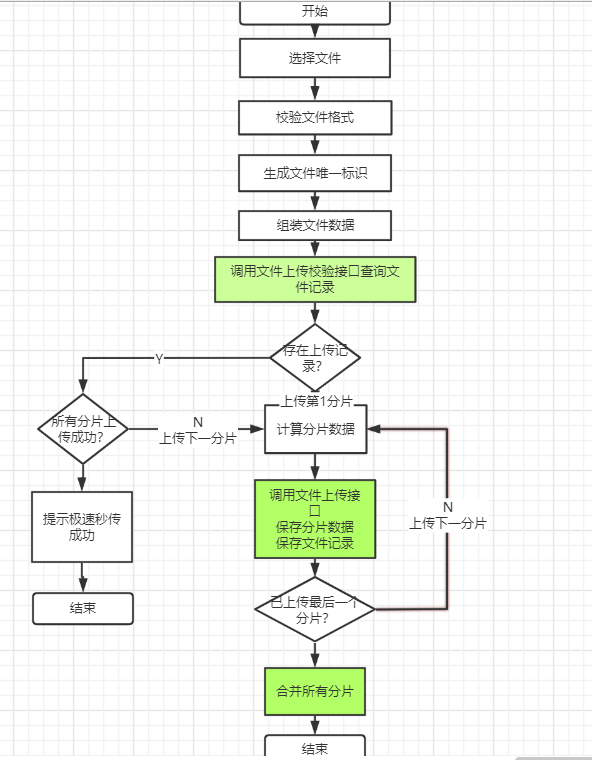 开始
选择文件
校验文件格式
生成文件唯一标识
组装文件数据
调用文件上传校验接口查询文
件记录
存在上传记
录?
Y
上传第1分片
所有分片上
传成功?
N
上传下一分片
计算分片数据
提示极速秒传
成功
结束
调用文件上传接
口
保存分片数据
保存文件记录
N
上传下一分片
已上传最后一个
分片?
合并所有分片
结束